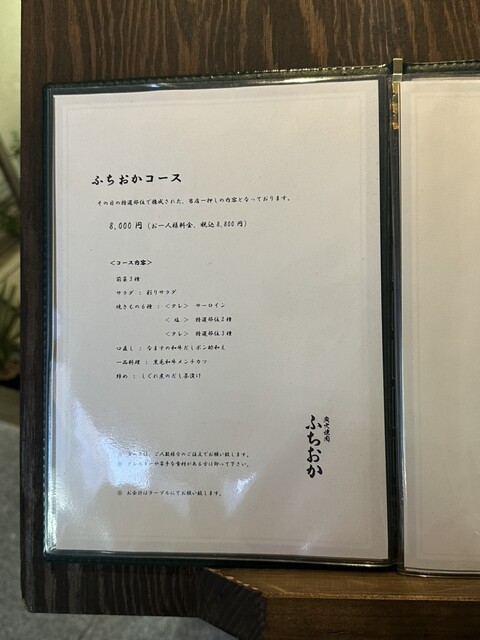 ふちおかコース
その日の特選部位で構成された、当店一押しの内容となっております。
8,000円（お一人様料金、税込8,800円）
＜コース内容＞
前菜3種
サラダ：彩りサラダ
焼きもの6種：＜タレ＞ サーロイン
＜塩＞ 特選部位2種
＜タレ＞ 特選部位3種
口直し：なますの和牛だしポン酢和え
一品料理：黒毛和牛メンチカツ
締め：しぐれ煮のだし茶漬け
炭火焼肉
ふちおか
※ コースは、ご人数様分のご注文でお願い致します。
※ アレルギーや苦手な食材がある方は仰って下さい。
※ お会計はテーブルにてお願い致します。